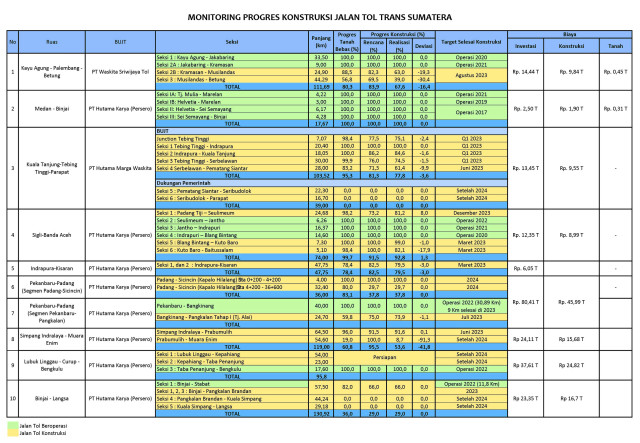 MONITORING PROGRES KONSTRUKSI JALAN TOL TRANS SUMATERA
No Ruas BUJT Seksi Panjang (km) Progres Tanah Bebas (%) Progres Konstruksi (%) Rencana (%) Realisasi (%) Deviasi Target Selesai Konstruksi Biaya Investasi Konstruksi Tanah
1 Kayu Agung - Palembang - Betung PT Waskita Sriwijaya Tol Rp. 14,44 T Rp. 9,84 T Rp. 0,45 T
Seksi 1 : Kayu Agung - Jakabaring 33,50 100,0 100,0 100,0 0,0 Operasi 2020
Seksi 2A : Jakabaring - Kramasan 9,00 100,0 100,0 100,0 0,0 Operasi 2021
Seksi 2B : Kramasan - Musilandas 24,90 88,5 82,3 63,0 -19,3 Agustus 2023
Seksi 3 : Musilandas - Betung 44,29 56,8 69,5 39,0 -30,4
TOTAL 111,69 80,3 83,9 67,6 -16,4
2 Medan - Binjai PT Hutama Karya (Persero) Rp. 2,50 T Rp. 1,90 T Rp. 0,31 T
Seksi IA: Tj. Mulia - Marelan 4,22 100,0 100,0 100,0 0,0 Operasi 2021
Seksi IB: Helvetia - Marelan 3,00 100,0 100,0 100,0 0,0 Operasi 2019
Seksi II: Helvetia - Sei Semayang 6,17 100,0 100,0 100,0 0,0 Operasi 2017
Seksi III: Sei Semayang - Binjai 4,28 100,0 100,0 100,0 0,0
TOTAL 17,67 100,0 100,0 100,0 0,0
3 Kuala Tanjung-Tebing Tinggi-Parapat PT Hutama Marga Waskita Rp. 13,45 T Rp. 9,55 T -
BUJT
Junction Tebing Tinggi 7,07 98,4 77,5 75,1 -2,4 Q1 2023
Seksi 1 Tebing Tinggi - Indrapura 20,40 100,0 100,0 100,0 0,0 Q1 2023
Seksi 2 Indrapura - Kuala Tanjung 18,05 100,0 86,2 84,6 -1,6 Q1 2023
Seksi 3 Tebing Tinggi - Serbelawan 30,00 99,9 76,0 74,5 -1,5 Q1 2023
Seksi 4 Serbelawan - Pematang Siantar 28,00 83,2 71,3 61,4 -9,9 Juni 2023
TOTAL 103,52 95,3 81,3 77,8 -3,6
Dukungan Pemerintah
Seksi 5 : Pematang Siantar - Seribudolok 22,30 0,0 0,0 0,0 0,0 Setelah 2024
Seksi 6 : Seribudolok - Parapat 16,70 0,0 0,0 0,0 0,0 Setelah 2024
TOTAL 39,00 0,0 0,0 0,0 0,0
4 Sigli-Banda Aceh PT Hutama Karya (Persero) Rp. 12,35 T Rp. 8,99 T -
Seksi 1 : Padang Tiji – Seulimeum 24,68 98,2 73,2 81,2 8,0 Desember 2023
Seksi 2 : Seulimeum - Jantho 6,26 100,0 100,0 100,0 0,0 Operasi 2022
Seksi 3 : Jantho – Indrapuri 16,37 100,0 100,0 100,0 0,0 Operasi 2021
Seksi 4 : Indrapuri – Blang Bintang 14,60 100,0 100,0 100,0 0,0 Operasi 2020
Seksi 5 : Blang Bintang – Kuto Baro 7,30 100,0 100,0 99,0 -1,0 Maret 2023
Seksi 6 : Kuto Baro - Baitussalam 5,10 98,4 100,0 82,1 -17,9 Maret 2023
TOTAL 74,00 99,7 91,5 92,8 1,3
5 Indrapura-Kisaran PT Hutama Karya (Persero) Rp. 6,05 T -
Seksi 1, dan 2 : Indrapura-Kisaran 47,75 78,4 82,5 79,5 -3,0 Maret 2023
TOTAL 47,75 78,4 82,5 79,5 -3,0
6 Pekanbaru-Padang (Segmen Padang-Sicincin) PT Hutama Karya (Persero) Rp. 80,41 T Rp. 45,99 T -
Padang - Sicincin (Kapalo Hilalang) 4,00 100,0 100,0 100,0 0,0 2024
Padang - Sicincin (Kapalo Hilalang) 32,40 80,0 29,7 29,7 0,0 2024
TOTAL 36,00 83,1 37,8 37,8 0,0
7 Pekanbaru-Padang (Segmen Pekanbaru-Pangkalan) PT Hutama Karya (Persero)
Pekanbaru - Bangkinang 40,00 100,0 100,0 100,0 0,0 Operasi 2022 (30,89 Km) 9 Km selesai di 2023
Bangkinang - Pangkalan Tahap I (Tj. Alai) 24,70 59,8 75,0 73,9 -1,1 Juli 2023
TOTAL
8 Simpang Indralaya - Muara Enim PT Hutama Karya (Persero) Rp 24,11 T Rp 15,68 T -
Simpang Indralaya - Prabumulih 64,50 96,0 91,5 91,6 0,1 Juni 2023
Prabumulih - Muara Enim 54,60 19,0 100,0 8,7 -91,3 Setelah 2024
TOTAL 119,00 60,8 95,5 53,6 -41,8
9 Lubuk Linggau - Curup - Bengkulu PT Hutama Karya (Persero) Rp 37,61 T Rp 24,82 T -
Seksi 1 : Lubuk Linggau - Kepahiang 54,00 Persiapan Setelah 2024
Seksi 2 : Kepahiang - Taba Penanjung 23,00 Setelah 2024
Seksi 3 : Taba Penanjung - Bengkulu 17,60 100,0 100,0 100,0 0,0 Operasi 2022
TOTAL 95,8
10 Binjai - Langsa PT Hutama Karya (Persero) Rp 23,35 T Rp 16,7 T -
Seksi 1 : Binjai - Stabat 57,50 82,0 66,0 66,0 0,0 Operasi 2022 (11,8 Km)
Seksi 1, 2, 3 : Binjai - Pangkalan Brandan 2023
Seksi 4 : Pangkalan Brandan - Kuala Simpang 44,24 0,0 0,0 0,0 0,0 Setelah 2024
Seksi 5 : Kuala Simpang - Langsa 29,18 0,0 0,0 0,0 0,0 Setelah 2024
TOTAL 130,92 36,0 29,0 29,0 0,0
Jalan Tol Beroperasi
Jalan Tol Konstruksi